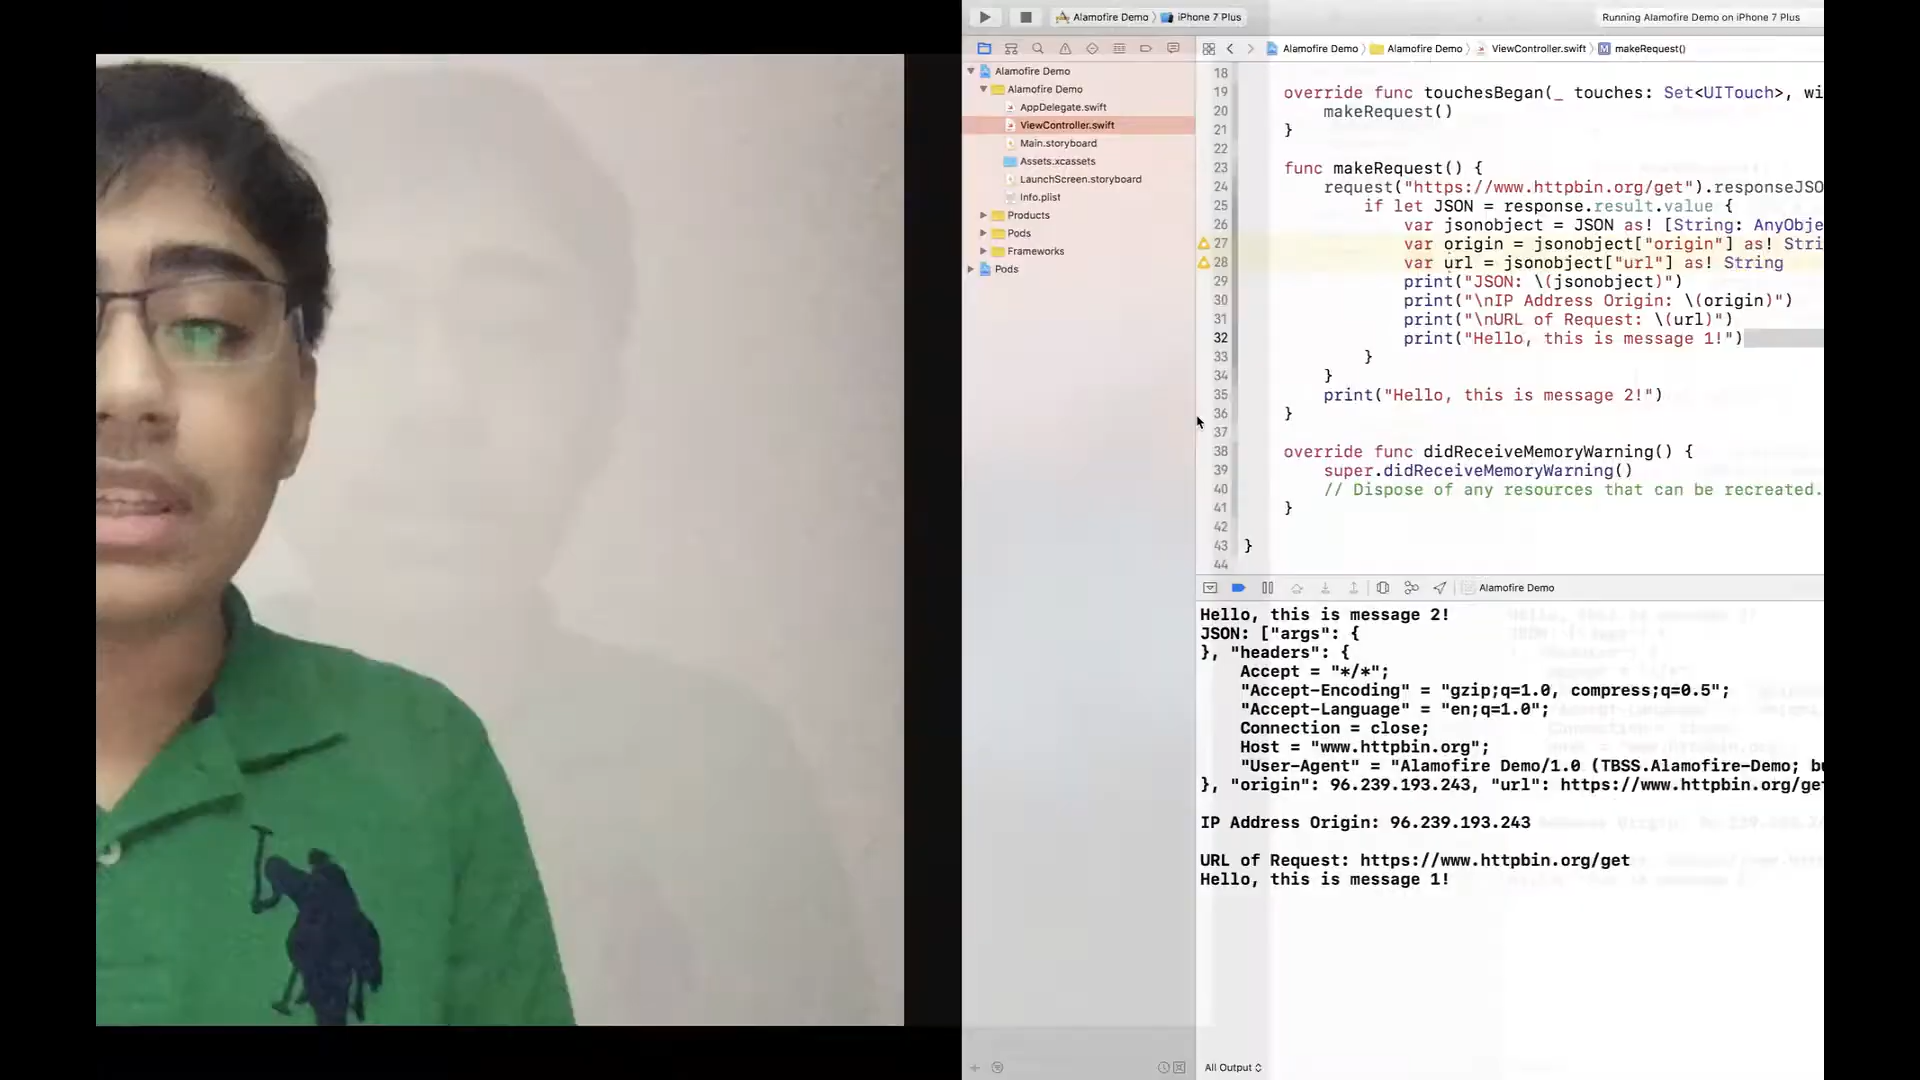 Alamofire Demo
iPhone 7 Plus
Running Alamofire Demo on iPhone 7 Plus
Alamofire Demo
Alamofire Demo
ViewController.swift
makeRequest()
Alamofire Demo
Alamofire Demo
AppDelegate.swift
ViewController.swift
Main.storyboard
Assets.xcassets
LaunchScreen.storyboard
Info.plist
Products
Pods
Frameworks
Pods
18
19 override func touchesBegan(_ touches: Set<UITouch>, wi
20 makeRequest()
21 }
22
23 func makeRequest() {
24 request("https://www.httpbin.org/get").responseJSO
25 if let JSON = response.result.value {
26 var jsonobject = JSON as! [String: AnyObje
27 var origin = jsonobject["origin"] as! Stri
28 var url = jsonobject["url"] as! String
29 print("JSON: \(jsonobject)")
30 print("\nIP Address Origin: \(origin)")
31 print("\nURL of Request: \(url)")
32 print("Hello, this is message 1!")
33 }
34 }
35 print("Hello, this is message 2!")
36 }
37
38 override func didReceiveMemoryWarning() {
39 super.didReceiveMemoryWarning()
40 // Dispose of any resources that can be recreated.
41 }
42
43 }
44
Alamofire Demo
Hello, this is message 2!
JSON: ["args": {
}, "headers": {
Accept = "*/*";
"Accept-Encoding" = "gzip;q=1.0, compress;q=0.5";
"Accept-Language" = "en;q=1.0";
Connection = close;
Host = "www.httpbin.org";
"User-Agent" = "Alamofire Demo/1.0 (TBSS.Alamofire-Demo; bu
}, "origin": 96.239.193.243, "url": https://www.httpbin.org/get
IP Address Origin: 96.239.193.243
URL of Request: https://www.httpbin.org/get
Hello, this is message 1!
All Output